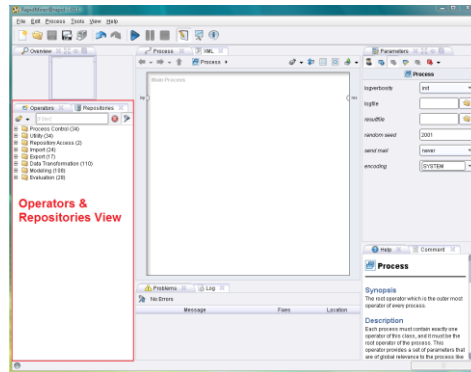 File Edit Process Tools View Help
Overview
Process
XML
Parameters
Process
Main Process
Process
logverbosity
init
logfile
resultfile
random seed
2001
send mail
never
encoding
SYSTEM
Operators
Repositories
Process Control (34)
Utility (34)
Repository Access (2)
Import (24)
Export (17)
Data Transformation (110)
Modeling (108)
Evaluation (28)
Operators &
Repositories View
Help
Comment
Process
Synopsis
The root operator which is the outer most
operator of every process.
Description
Each process must contain exactly one
operator of this class, and it must be the
root operator of the process. This
operator provides a set of parameters that
are of global relevance to the process like
Problems
Log
No Errors
Message
Fixes
Location